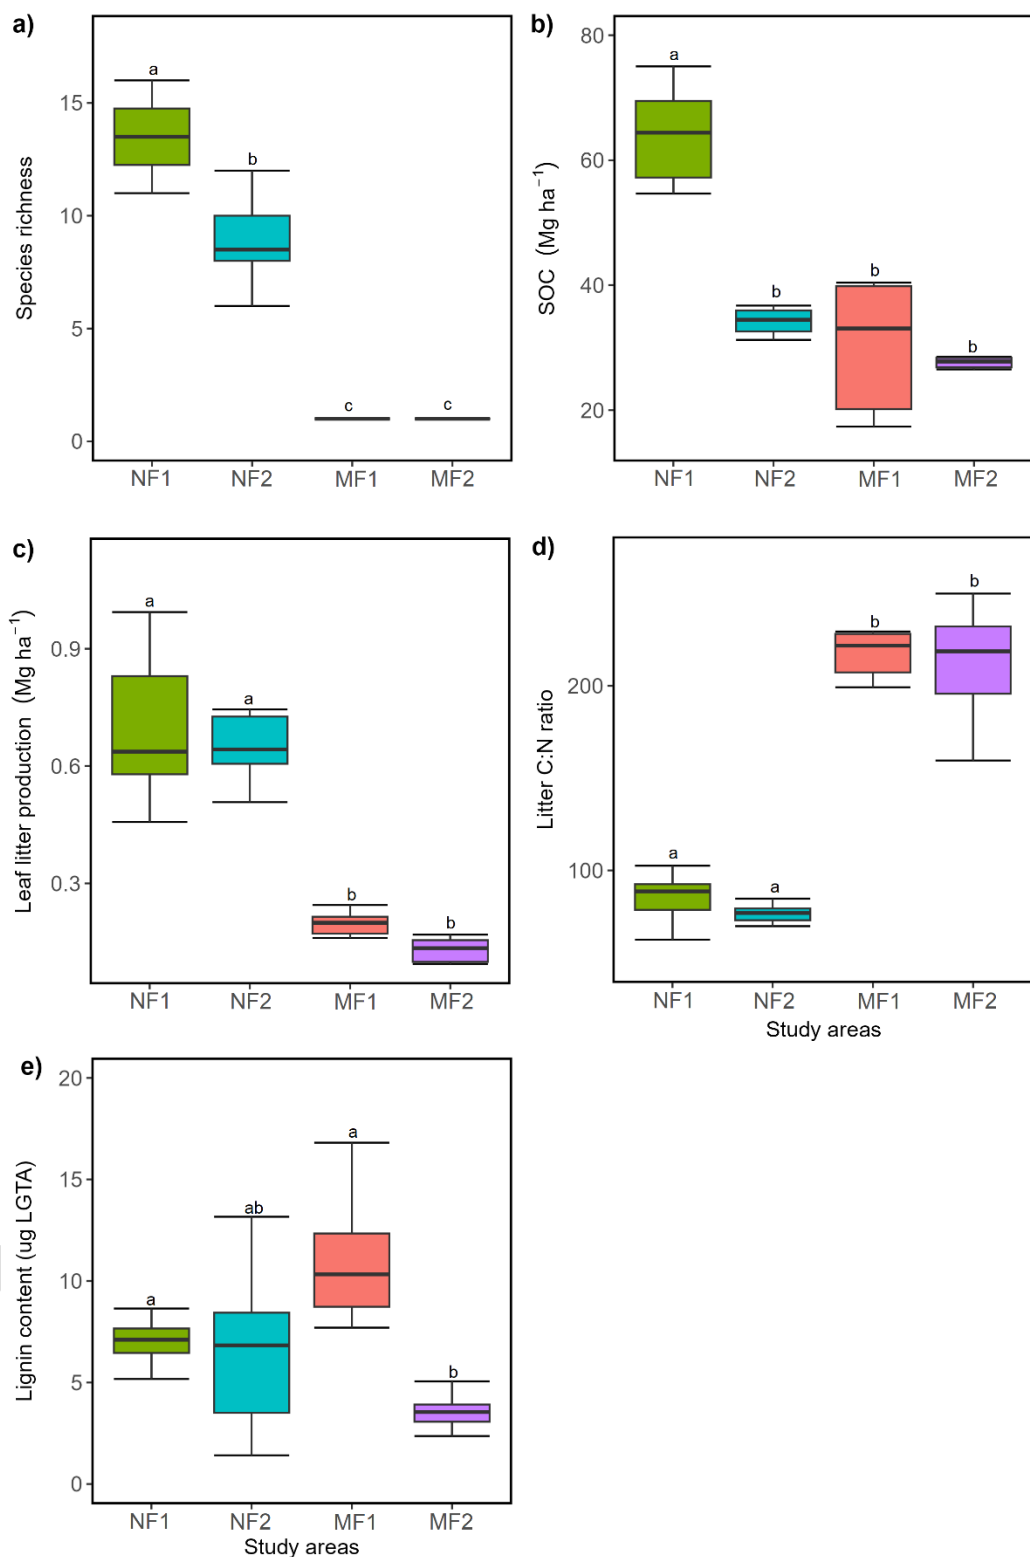 a)
Species richness
15
10
5
0
a
b
c
c
NF1 NF2 MF1 MF2
b)
SOC (Mg ha⁻¹)
80
60
40
20
a
b
b
b
NF1 NF2 MF1 MF2
c)
Leaf litter production (Mg ha⁻¹)
0.9
0.6
0.3
a
a
b
b
NF1 NF2 MF1 MF2
d)
Litter C:N ratio
200
100
a
a
b
b
NF1 NF2 MF1 MF2
Study areas
e)
Lignin content (ug LGTA)
20
15
10
5
0
a
ab
a
b
NF1 NF2 MF1 MF2
Study areas